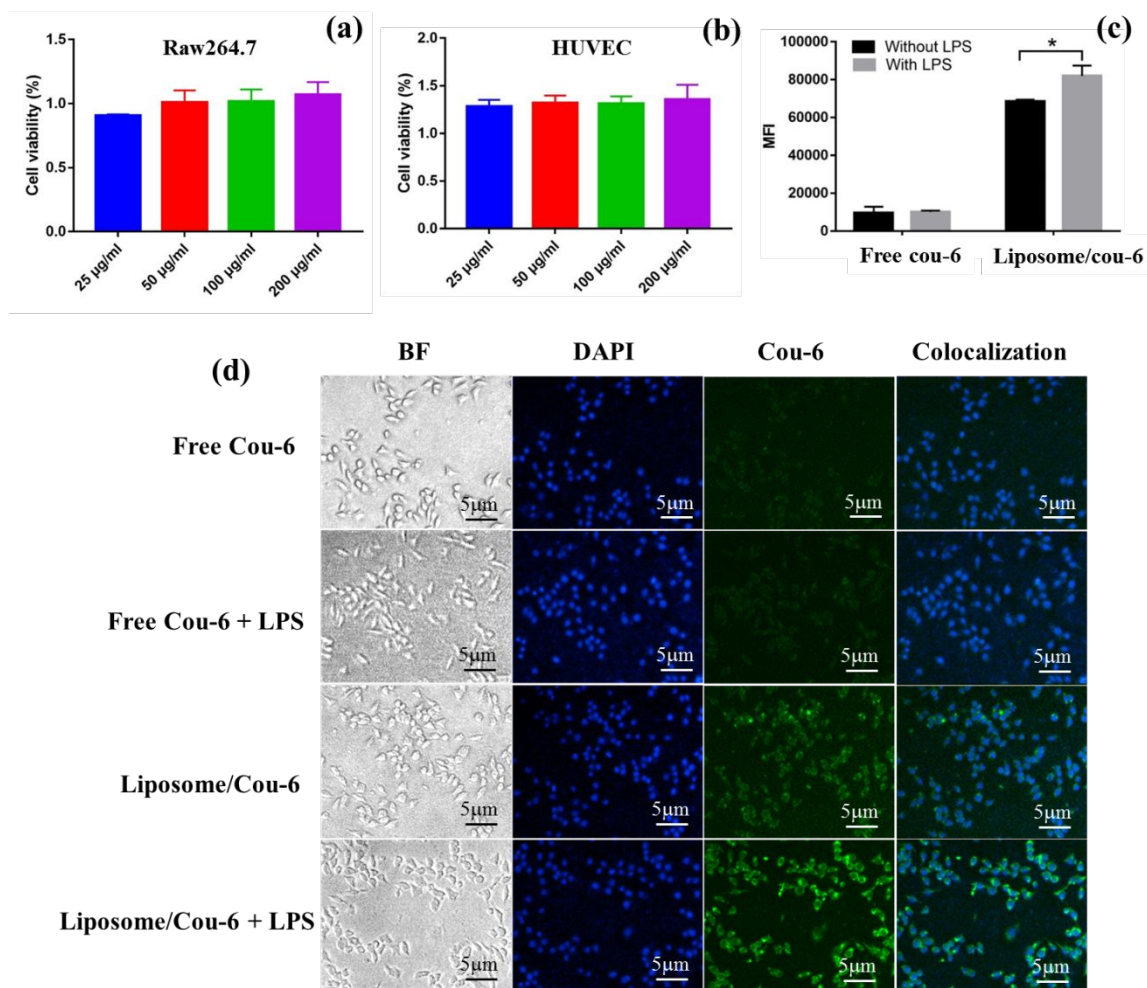 (a)
Raw264.7
Cell viability (%)
1.5
1.0
0.5
0.0
25 µg/ml
50 µg/ml
100 µg/ml
200 µg/ml
(b)
HUVEC
Cell viability (%)
2.0
1.5
1.0
0.5
0.0
25 µg/ml
50 µg/ml
100 µg/ml
200 µg/ml
(c)
Without LPS
With LPS
*
MFI
100000
80000
60000
40000
20000
0
Free cou-6
Liposome/cou-6
(d)
BF DAPI Cou-6 Colocalization
Free Cou-6
5µm 5µm 5µm 5µm
Free Cou-6 + LPS
5µm 5µm 5µm 5µm
Liposome/Cou-6
5µm 5µm 5µm 5µm
Liposome/Cou-6 + LPS
5µm 5µm 5µm 5µm